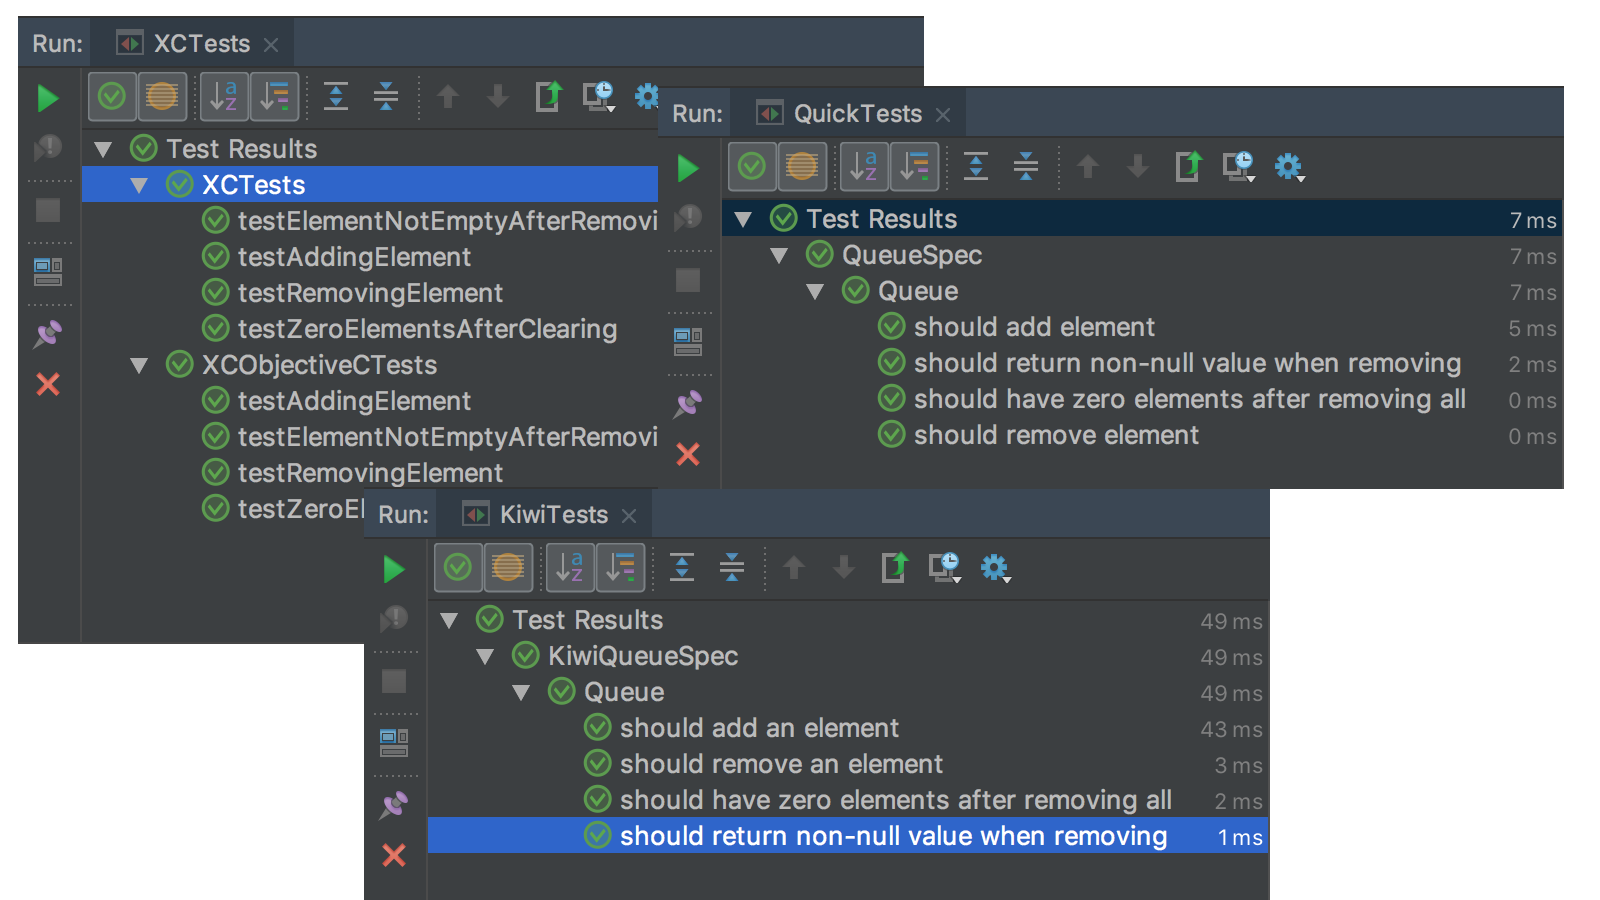 Run: XCTests
Test Results
XCTests
testElementNotEmptyAfterRemovi
testAddingElement
testRemovingElement
testZeroElementsAfterClearing
XCObjectiveCTests
testAddingElement
testElementNotEmptyAfterRemovi
testRemovingElement
testZeroEl
Run: QuickTests
Test Results 7 ms
QueueSpec 7 ms
Queue 7 ms
should add element 5 ms
should return non-null value when removing 2 ms
should have zero elements after removing all 0 ms
should remove element 0 ms
Run: KiwiTests
Test Results 49 ms
KiwiQueueSpec 49 ms
Queue 49 ms
should add an element 43 ms
should remove an element 3 ms
should have zero elements after removing all 2 ms
should return non-null value when removing 1 ms